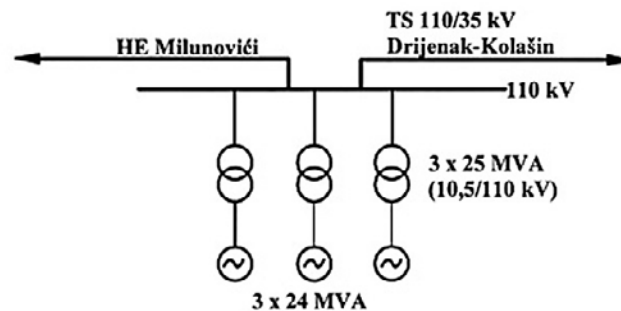 TS 110/35 kV
HE Milunovići
Drijenak-Kolašin
110 kV
3 x 25 MVA
(10,5/110 kV)
3 x 24 MVA